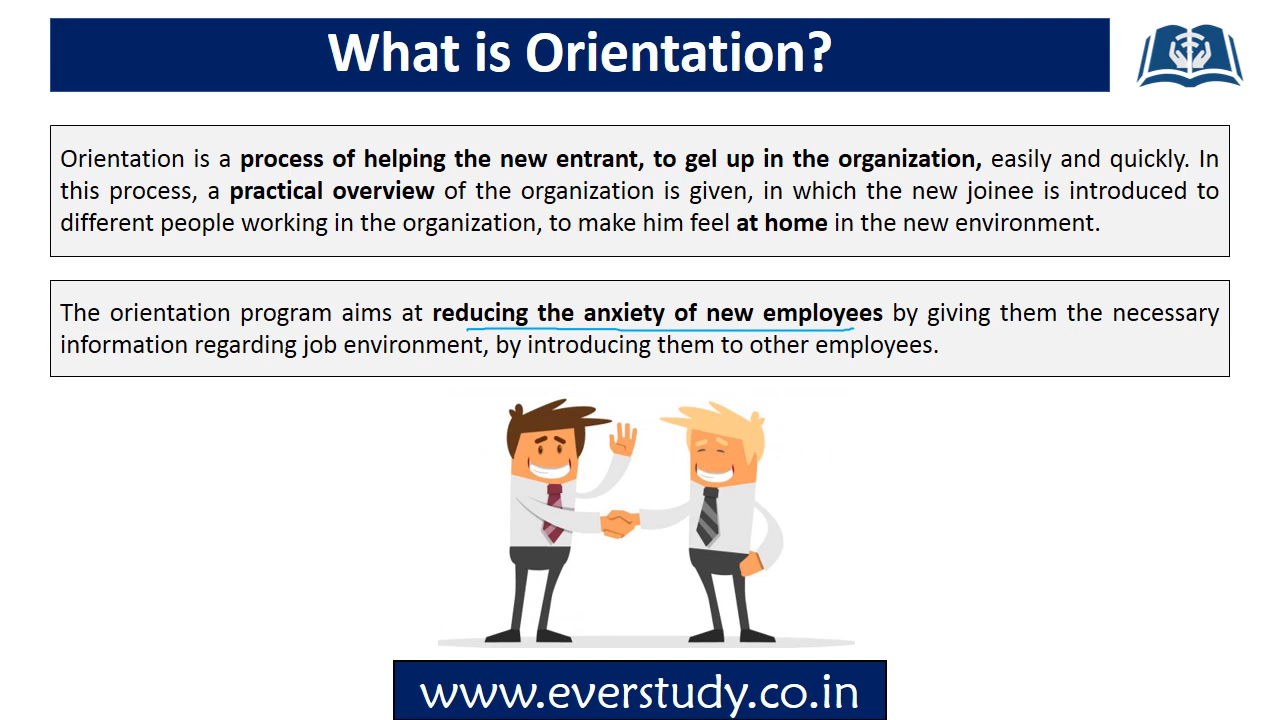 What is Orientation?
Orientation is a process of helping the new entrant, to gel up in the organization, easily and quickly. In
this process, a practical overview of the organization is given, in which the new joinee is introduced to
different people working in the organization, to make him feel at home in the new environment.
The orientation program aims at reducing the anxiety of new employees by giving them the necessary
information regarding job environment, by introducing them to other employees.
www.everstudy.co.in